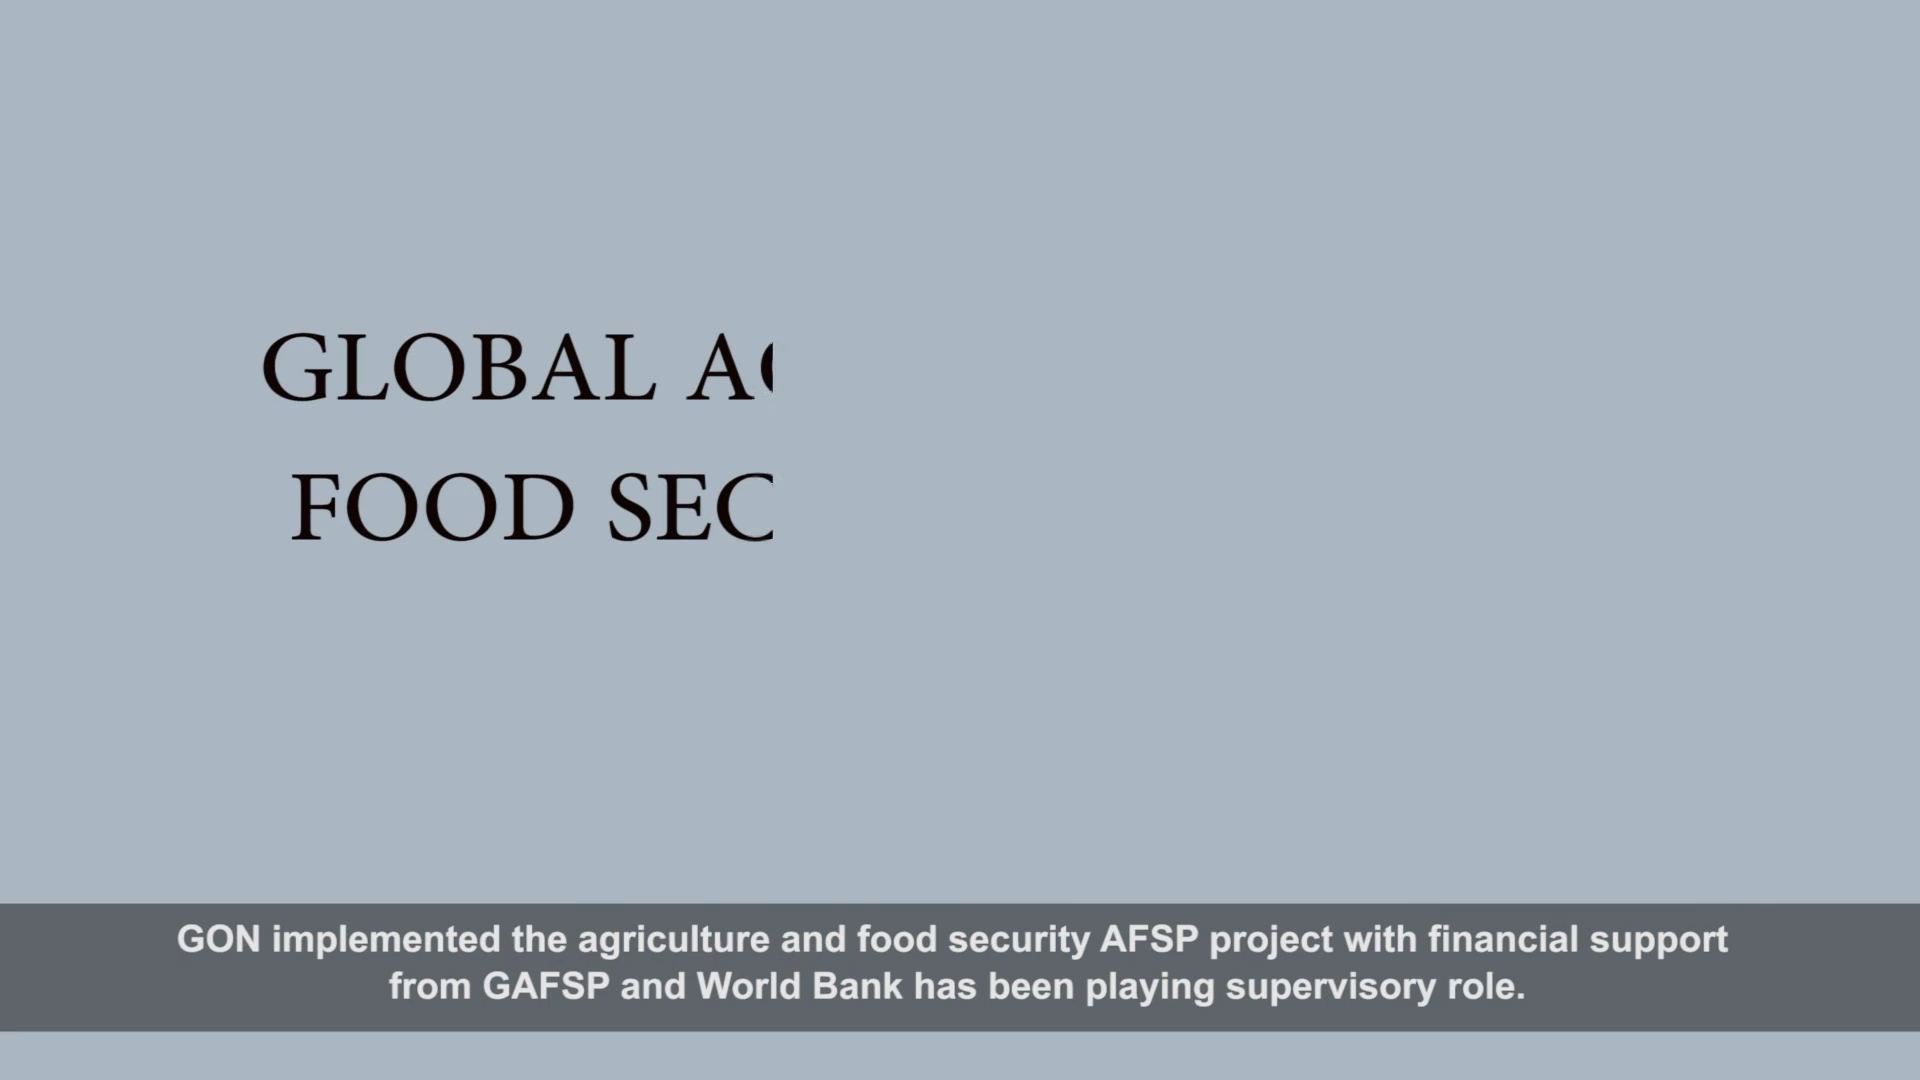 GLOBAL A
FOOD SEC
GON implemented the agriculture and food security AFSP project with financial support
from GAFSP and World Bank has been playing supervisory role.